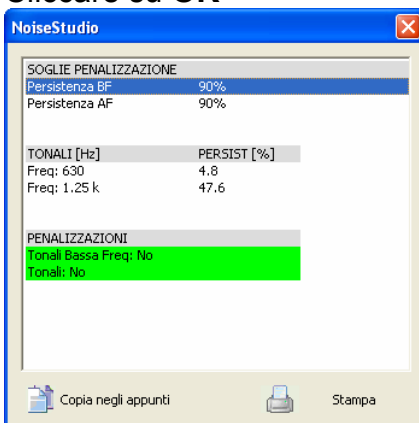 Cliccare su OK
NoiseStudio
SOGLIE PENALIZZAZIONE
Persistenza BF 90%
Persistenza AF 90%
TONALI [Hz] PERSIST [%]
Freq: 630 4.8
Freq: 1.25 k 47.6
PENALIZZAZIONI
Tonali Bassa Freq: No
Tonali: No
Copia negli appunti Stampa